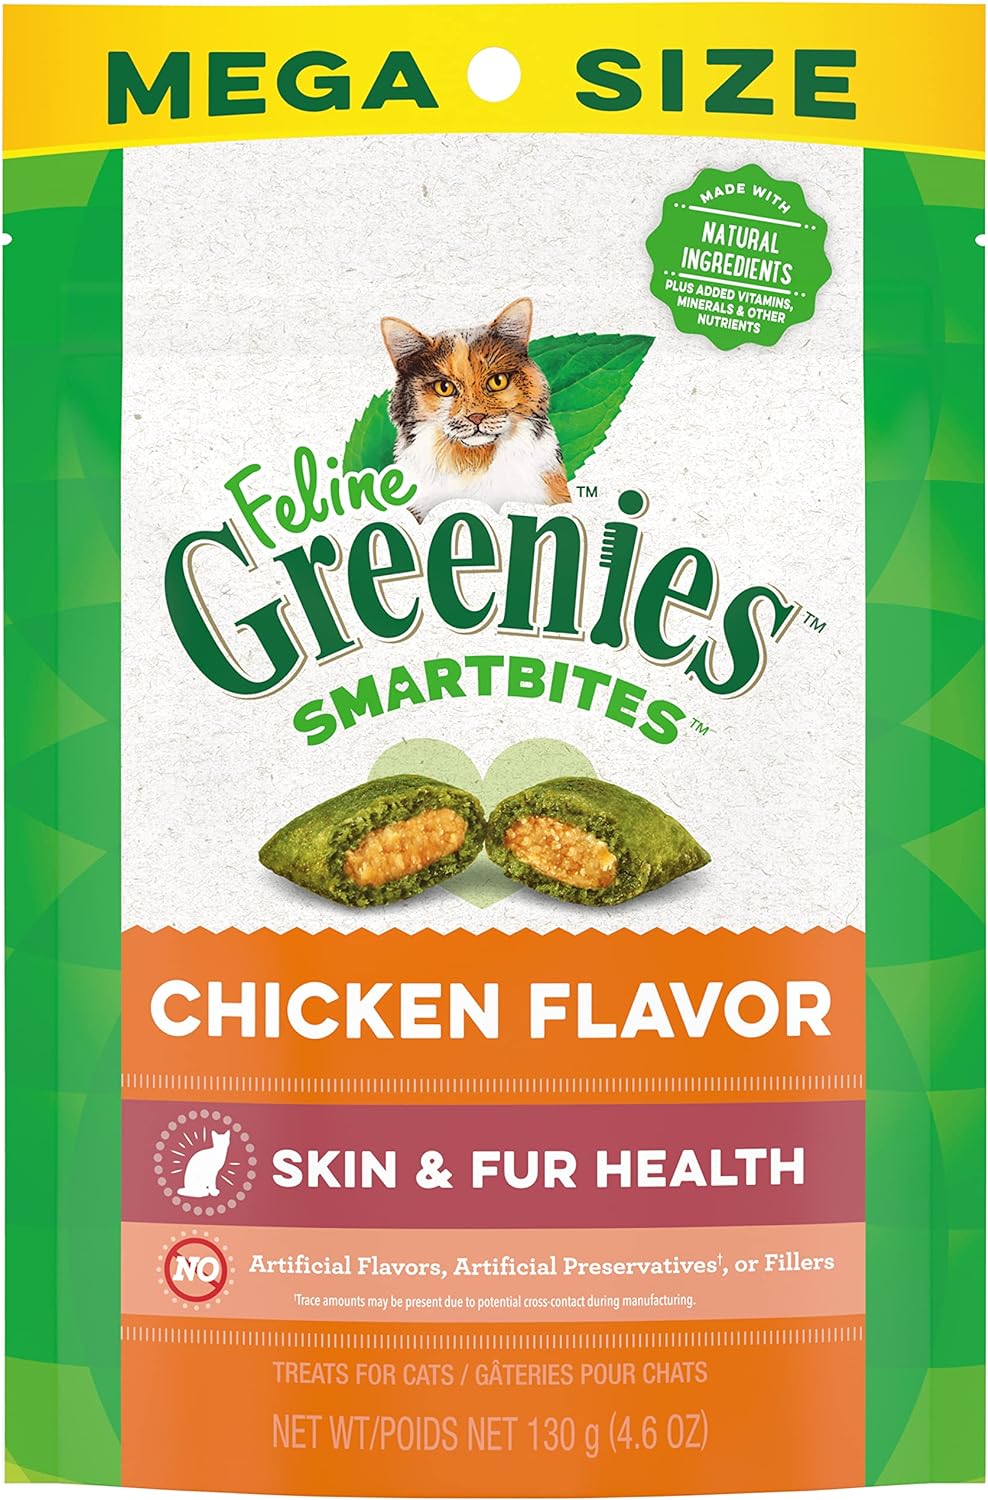 MEGA SIZE
MADE WITH
NATURAL
INGREDIENTS
PLUS ADDED VITAMINS,
MINERALS & OTHER
NUTRIENTS
Feline
Greenies™
SMARTBITES™
CHICKEN FLAVOR
SKIN & FUR HEALTH
NO
Artificial Flavors, Artificial Preservatives†, or Fillers
†Trace amounts may be present due to potential cross-contact during manufacturing.
TREATS FOR CATS / GÂTERIES POUR CHATS
NET WT/POIDS NET 130 g (4.6 OZ)